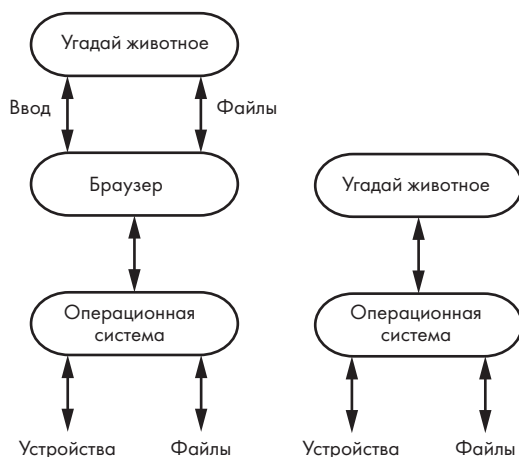 Угадай животное
Ввод
Файлы
Браузер
Операционная
система
Устройства
Файлы
Угадай животное
Операционная
система
Устройства
Файлы